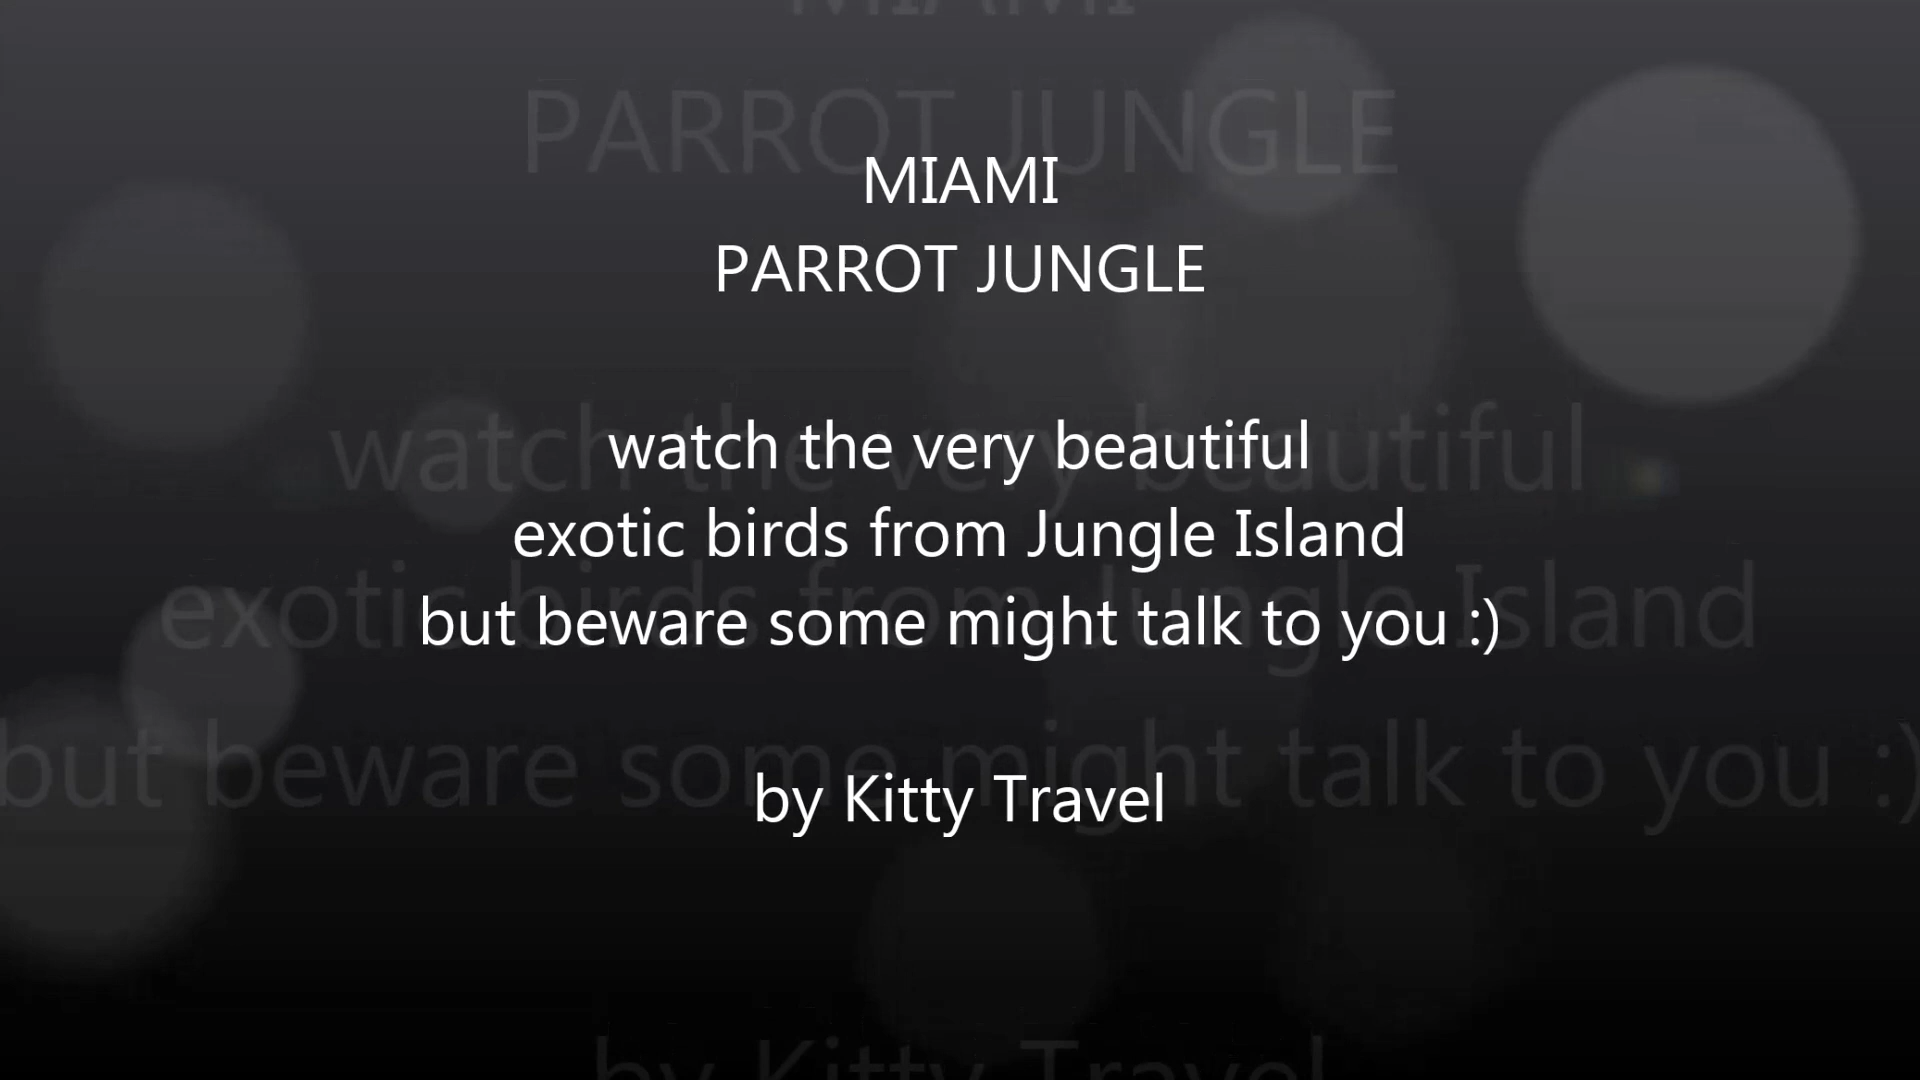 MIAMI
PARROT JUNGLE
watch the very beautiful
exotic birds from Jungle Island
but beware some might talk to you :)
by Kitty Travel